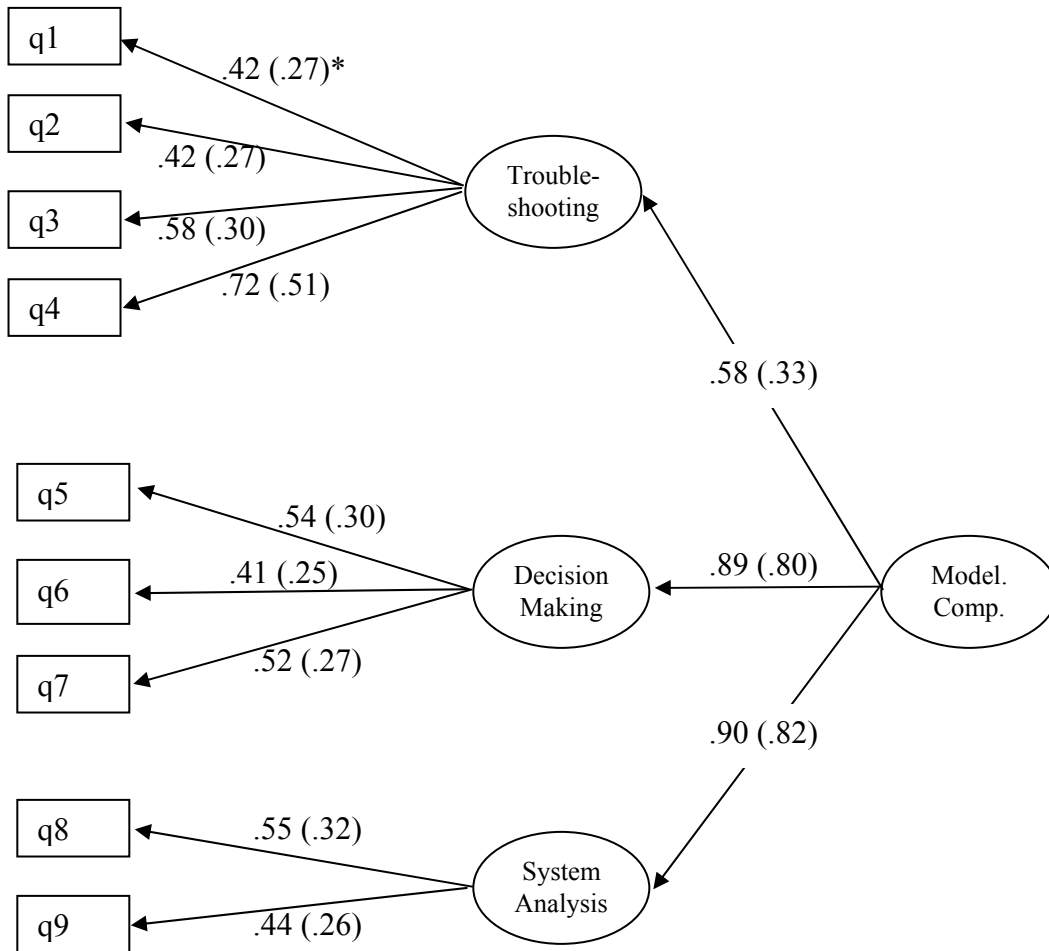 q1
.42 (.27)*
q2
.42 (.27)
q3
.58 (.30)
q4
.72 (.51)
Trouble-
shooting
.58 (.33)
q5
.54 (.30)
q6
.41 (.25)
q7
.52 (.27)
Decision
Making
.89 (.80)
Model.
Comp.
.90 (.82)
q8
.55 (.32)
q9
.44 (.26)
System
Analysis